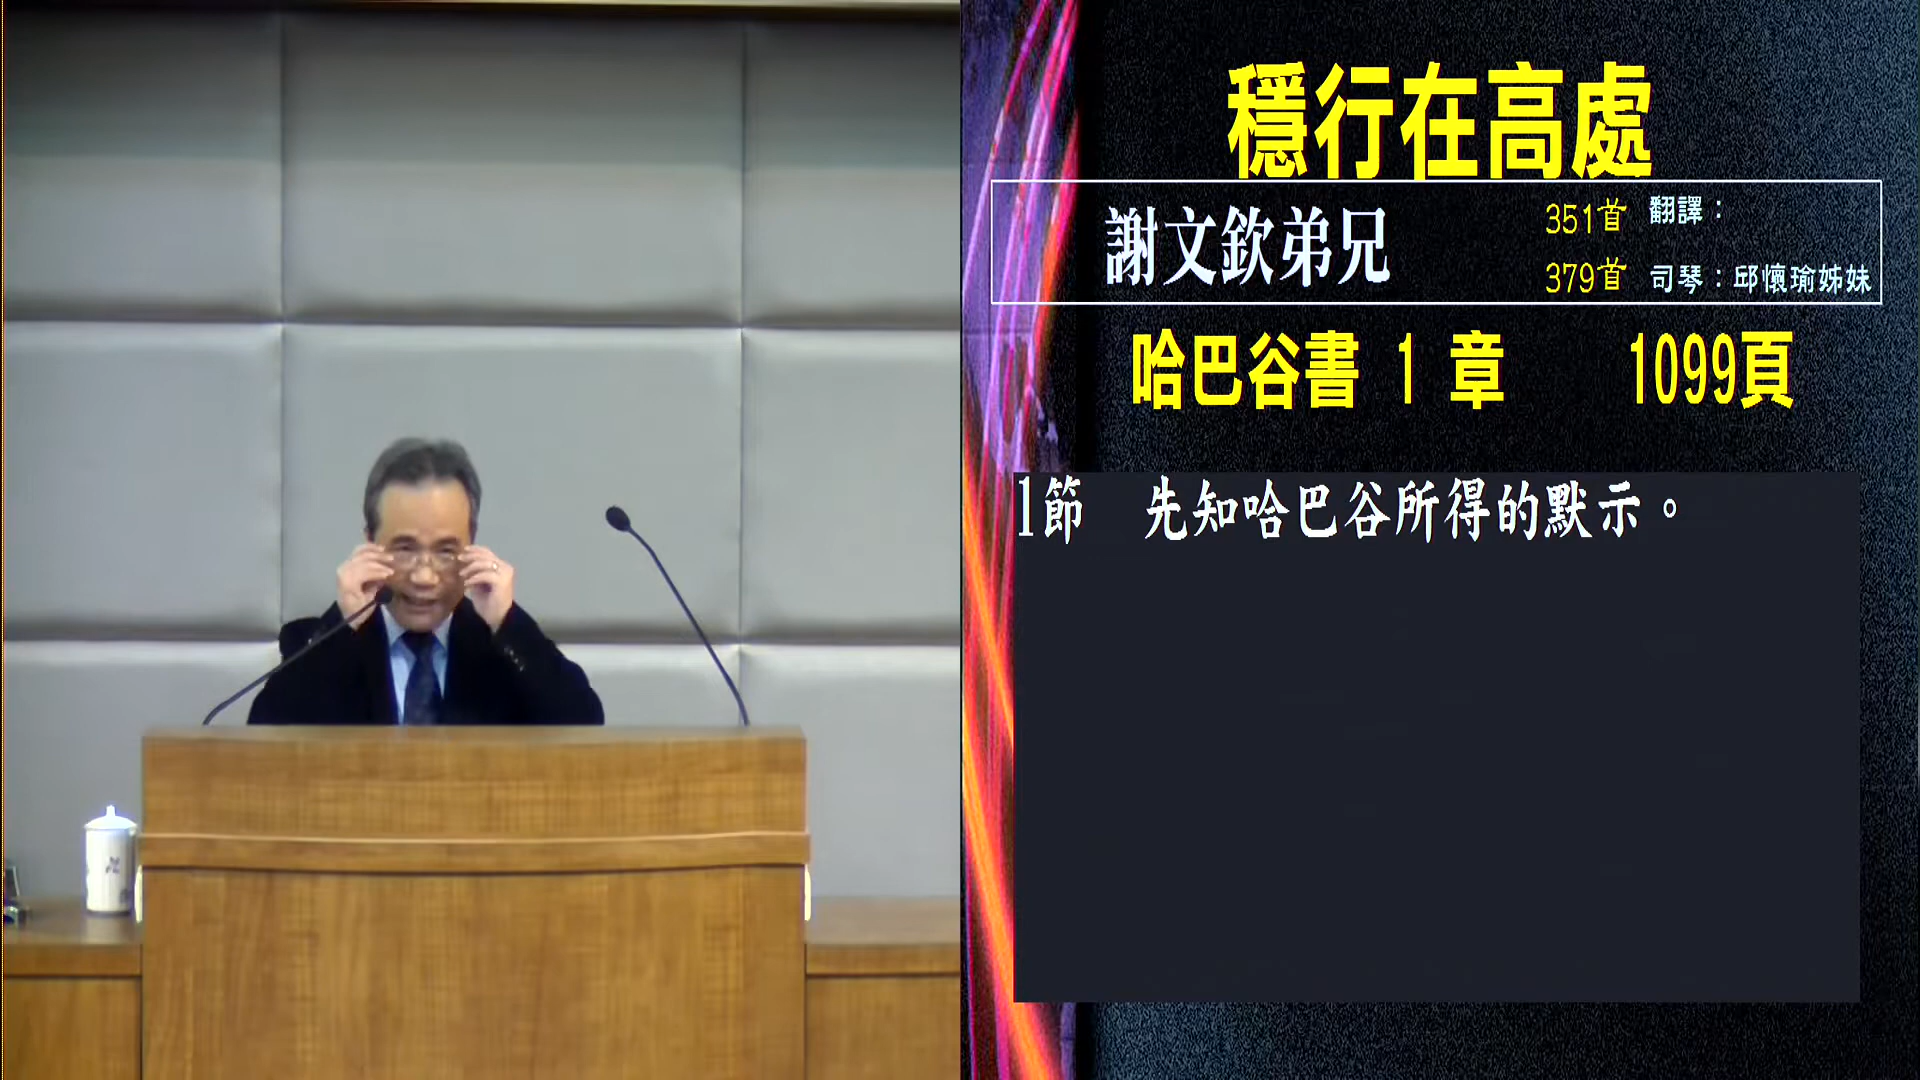 穩行在高處
謝文欽弟兄
351首 翻譯：
379首 司琴：邱懷瑜姊妹
哈巴谷書 1 章 1099頁
1節 先知哈巴谷所得的默示。